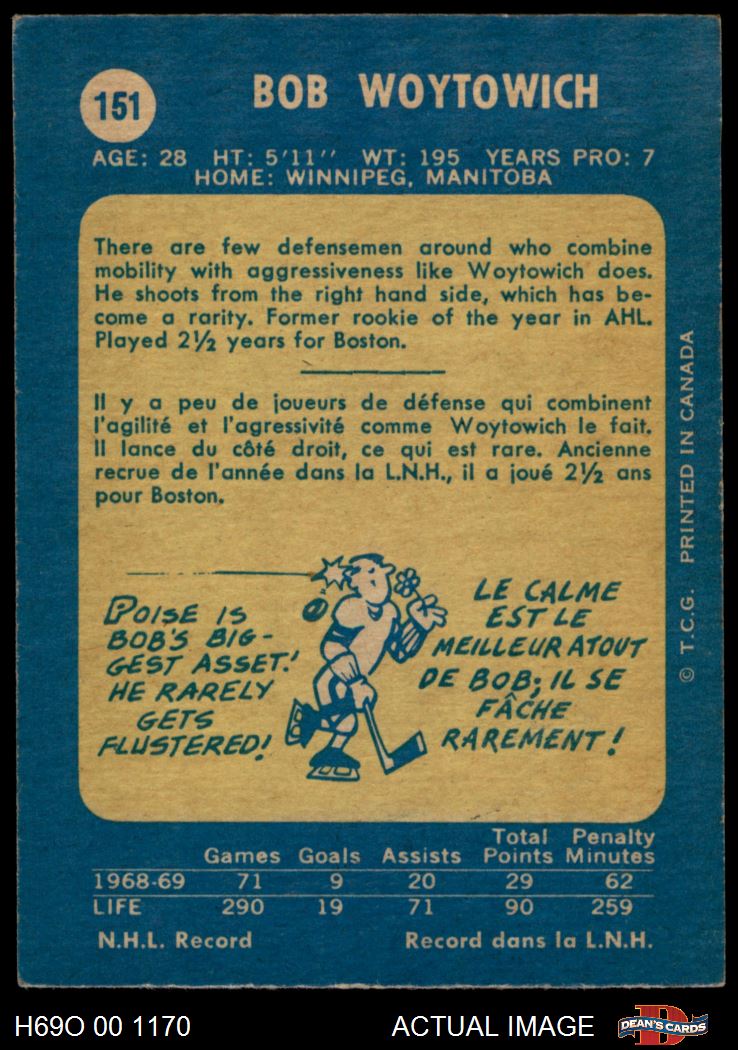 151
BOB WOYTOWICH
AGE: 28 HT: 5'11'' WT: 195 YEARS PRO: 7
HOME: WINNIPEG, MANITOBA
There are few defensemen around who combine
mobility with aggressiveness like Woytowich does.
He shoots from the right hand side, which has be-
come a rarity. Former rookie of the year in AHL.
Played 2½ years for Boston.
Il y a peu de joueurs de défense qui combinent
l'agilité et l'agressivité comme Woytowich le fait.
Il lance du côté droit, ce qui est rare. Ancienne
recrue de l'année dans la L.N.H., il a joué 2½ ans
pour Boston.
POISE IS
BOB'S BIG-
GEST ASSET!
HE RARELY
GETS
FLUSTERED!
LE CALME
EST LE
MEILLEUR ATOUT
DE BOB; IL SE
FÂCHE
RAREMENT!
© T.C.G. PRINTED IN CANADA
Total Penalty
Games Goals Assists Points Minutes
1968-69 71 9 20 29 62
LIFE 290 19 71 90 259
N.H.L. Record Record dans la L.N.H.
H69O 00 1170 ACTUAL IMAGE
D
DEAN'S CARDS